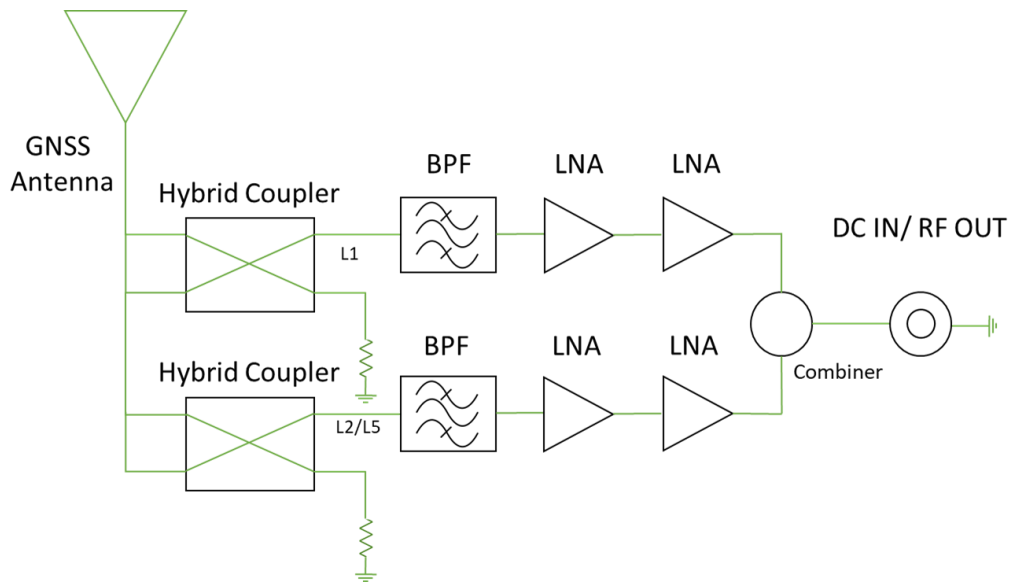 GNSS
Antenna
Hybrid Coupler
BPF
LNA
LNA
DC IN/ RF OUT
L1
Hybrid Coupler
BPF
LNA
LNA
Combiner
L2/L5